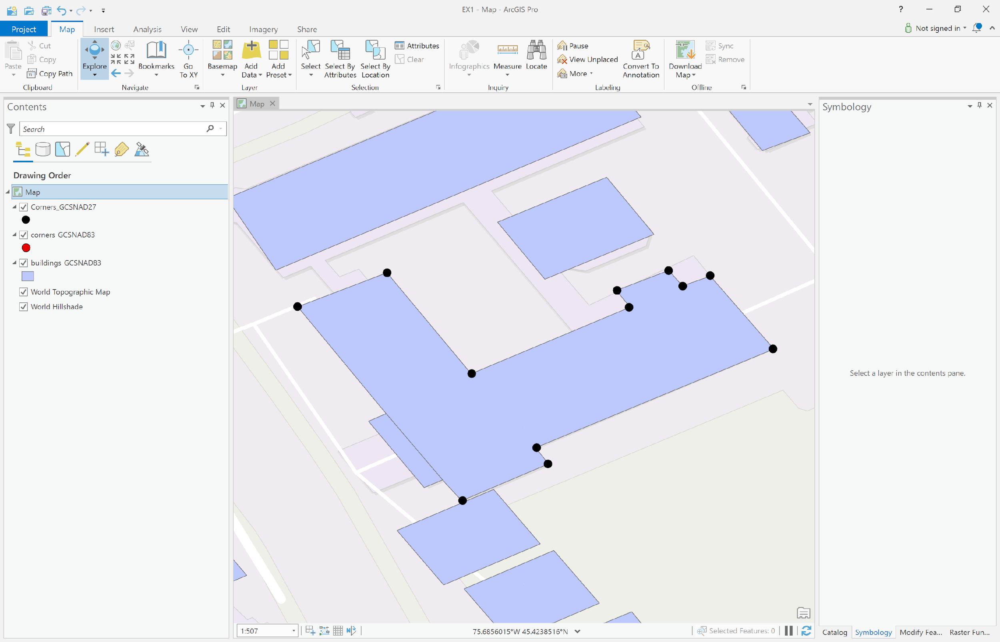 EX1 - Map - ArcGIS Pro
?
Project Map Insert Analysis View Edit Imagery Share
Not signed in
Paste
Cut
Copy
Copy Path
Clipboard
Explore
Bookmarks
Go To XY
Navigate
Basemap
Add Data
Add Preset
Layer
Select
Select By Attributes
Select By Location
Attributes
Clear
Selection
Infographics
Measure
Locate
Inquiry
Pause
View Unplaced
More
A
Convert To Annotation
Labeling
Download Map
Sync
Remove
Offline
Contents
Search
Drawing Order
Map
Corners_GCSNAD27
corners GCSNAD83
buildings GCSNAD83
World Topographic Map
World Hillshade
Map
1:507
N
75.6856015°W 45.4238516°N
Selected Features: 0
Symbology
Select a layer in the contents pane.
Catalog Symbology Modify Fea... Raster Fun...